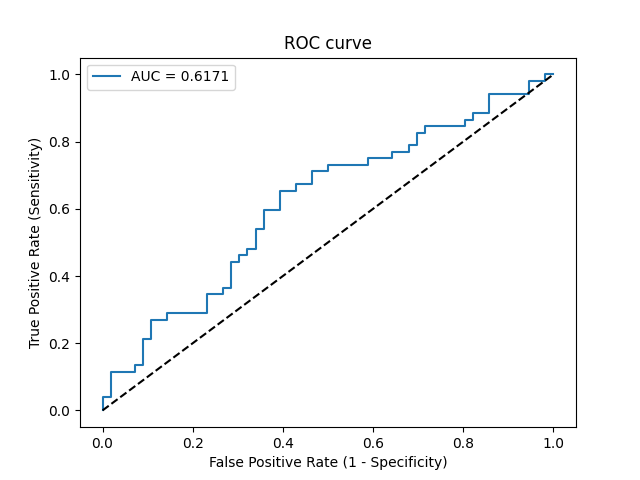 ROC curve
AUC = 0.6171
1.0
0.8
0.6
0.4
0.2
0.0
True Positive Rate (Sensitivity)
0.0 0.2 0.4 0.6 0.8 1.0
False Positive Rate (1 - Specificity)